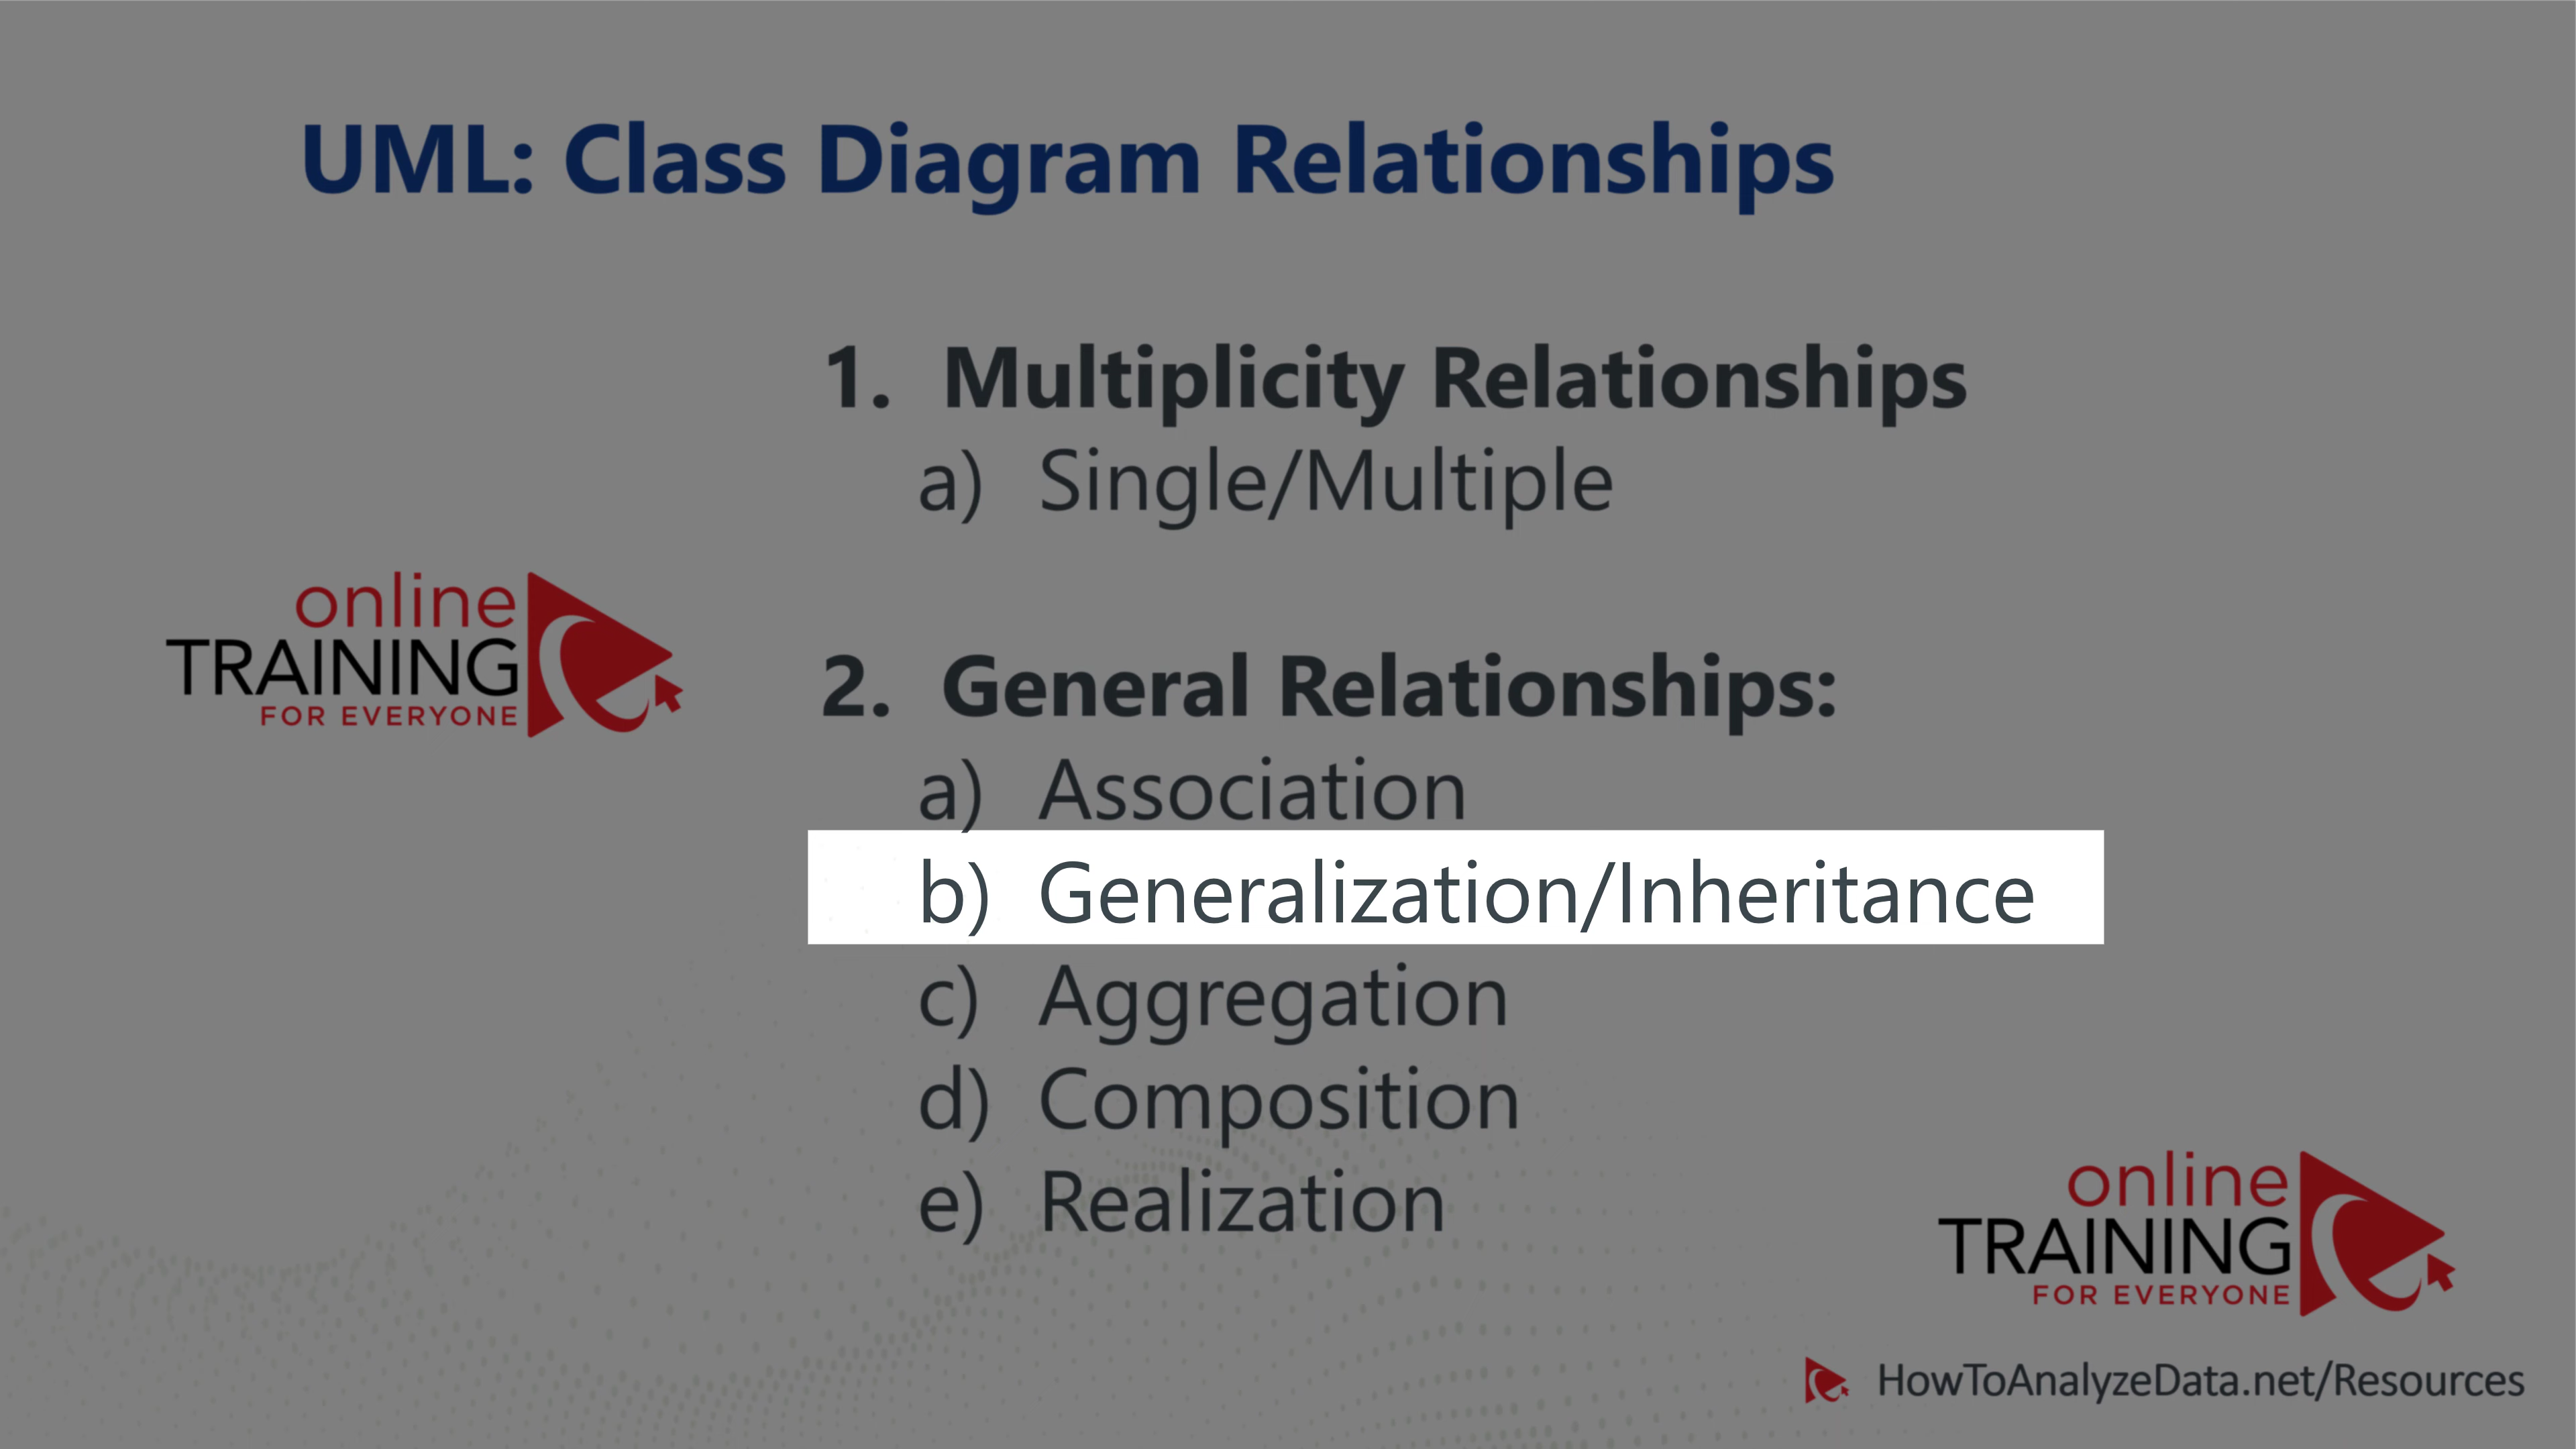 UML: Class Diagram Relationships
1. Multiplicity Relationships
a) Single/Multiple
online
TRAINING
FOR EVERYONE
2. General Relationships:
a) Association
b) Generalization/Inheritance
c) Aggregation
d) Composition
e) Realization
online
TRAINING
FOR EVERYONE
HowToAnalyzeData.net/Resources